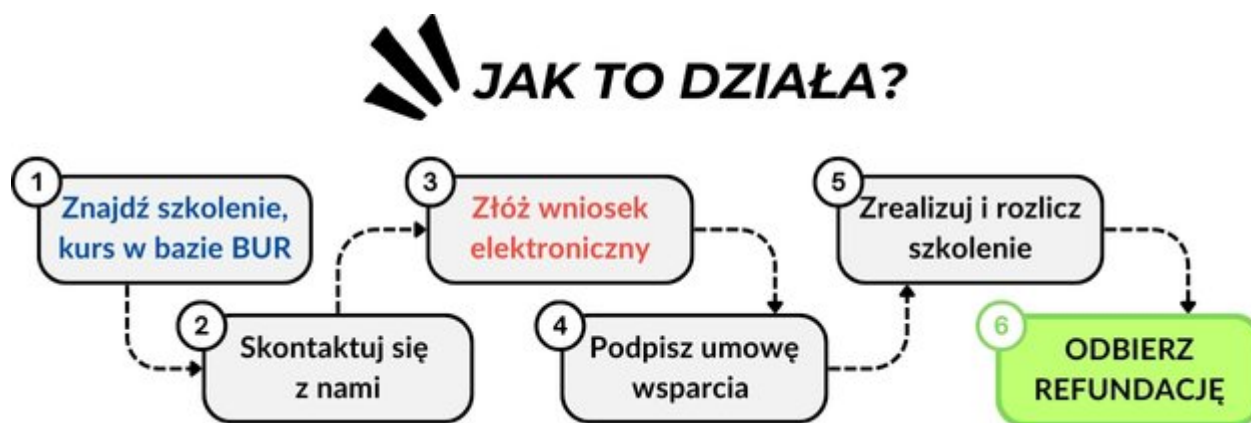 JAK TO DZIAŁA?
1
Znajdź szkolenie,
kurs w bazie BUR
2
Skontaktuj się
z nami
3
Złóż wniosek
elektroniczny
4
Podpisz umowę
wsparcia
5
Zrealizuj i rozlicz
szkolenie
6
ODBIERZ
REFUNDACJĘ